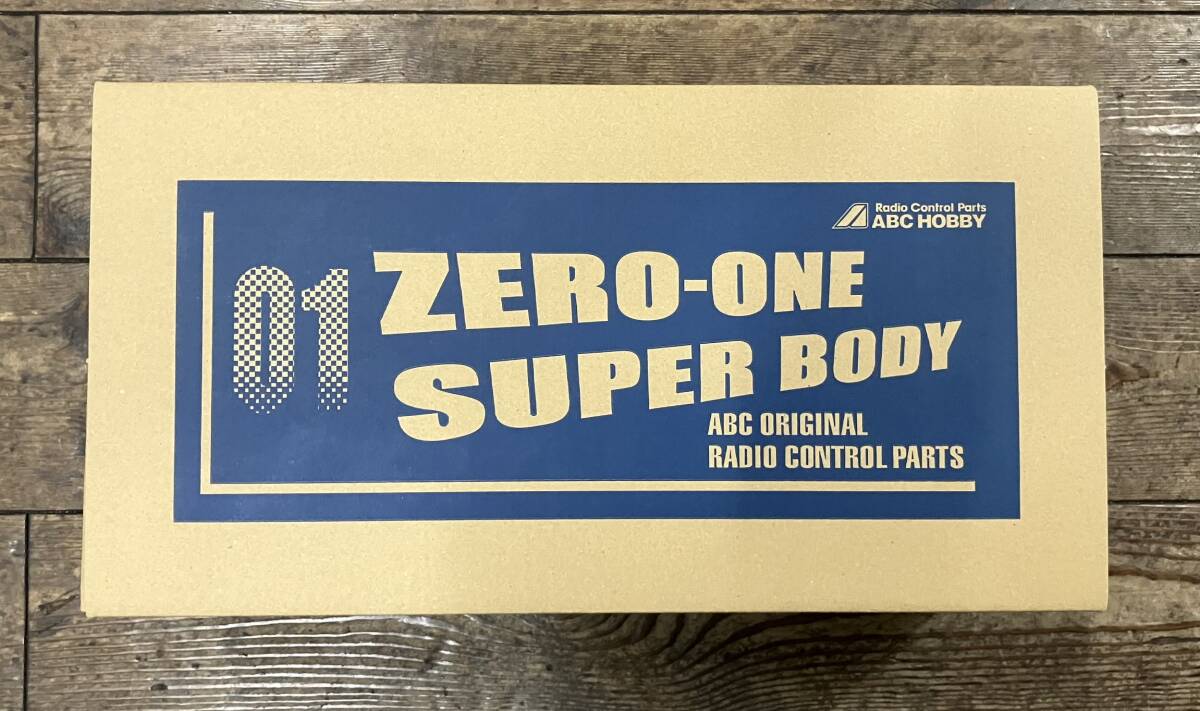 Radio Control Parts
ABC HOBBY
01
ZERO-ONE
SUPER BODY
ABC ORIGINAL
RADIO CONTROL PARTS